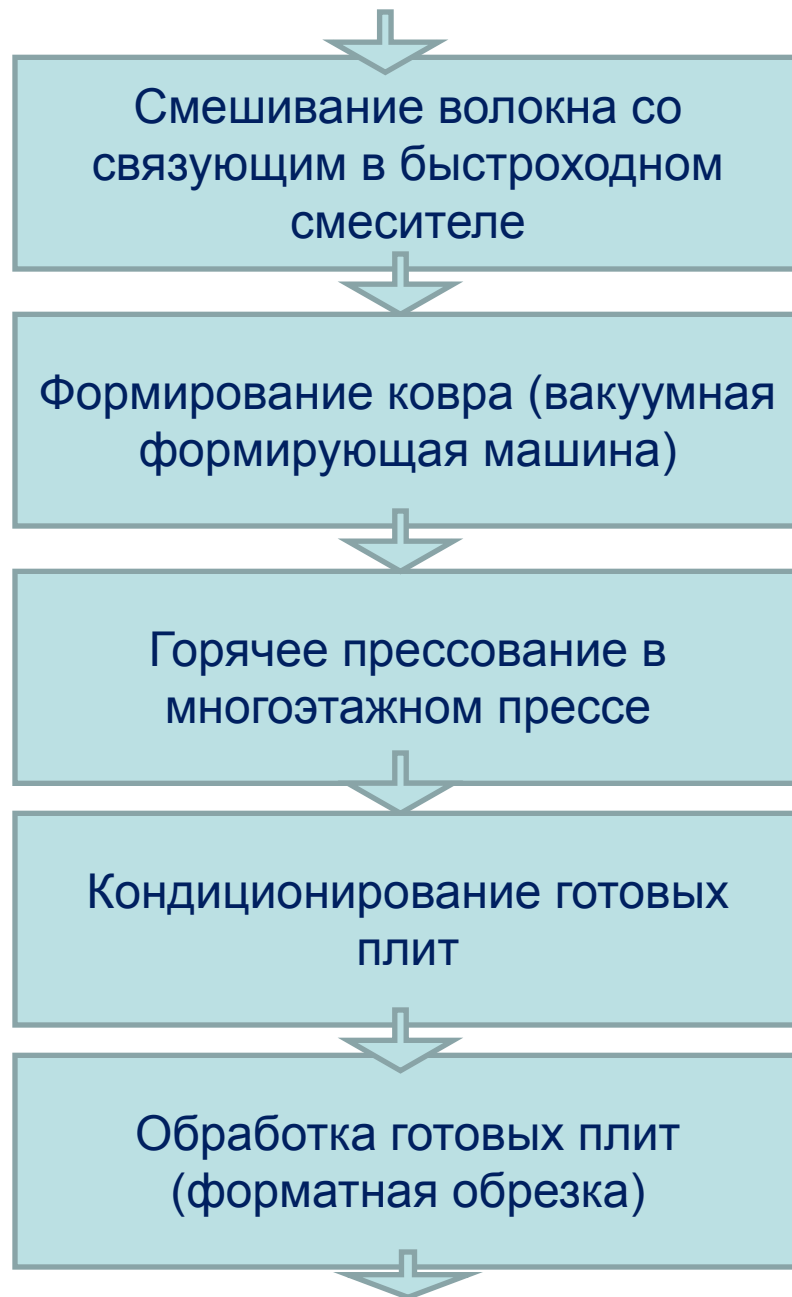 Смешивание волокна со
связующим в быстроходном
смесителе
Формирование ковра (вакуумная
формирующая машина)
Горячее прессование в
многоэтажном прессе
Кондиционирование готовых
плит
Обработка готовых плит
(форматная обрезка)